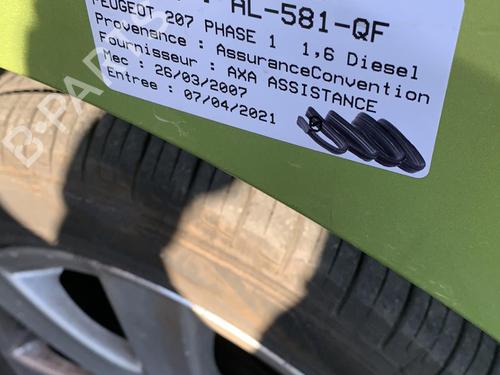 AL-581-QF
PEUGEOT 207 PHASE 1 1,6 Diesel
Provenance : AssuranceConvention
Fournisseur : AXA ASSISTANCE
Mec : 26/03/2007
Entree : 07/04/2021
B-PARTS